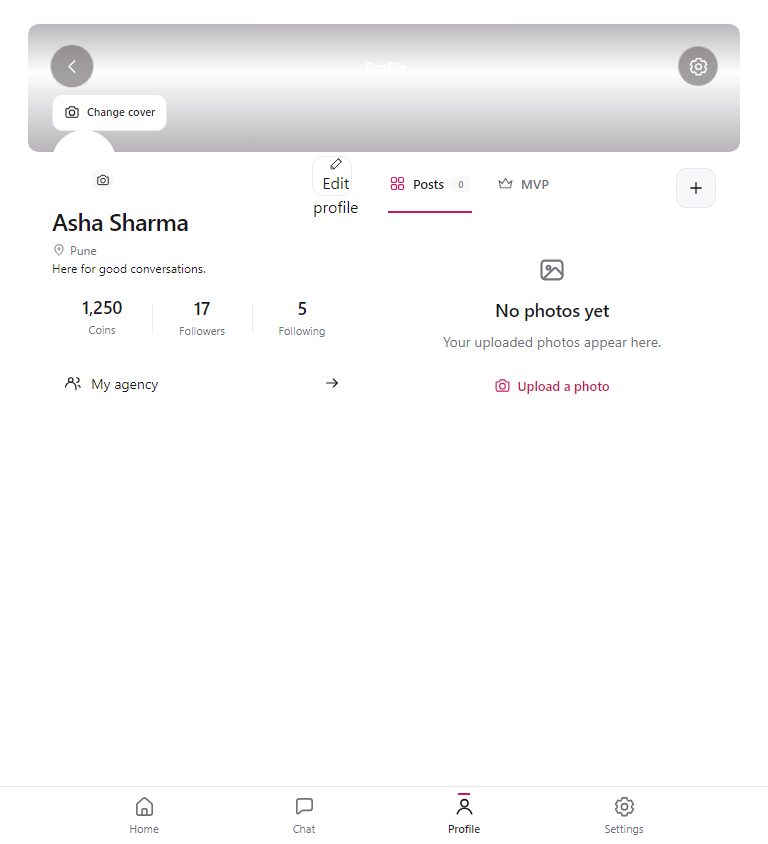 Profile
Change cover
Edit
profile
Posts 0
MVP
Asha Sharma
Pune
Here for good conversations.
1,250
Coins
17
Followers
5
Following
My agency
No photos yet
Your uploaded photos appear here.
Upload a photo
Home
Chat
Profile
Settings